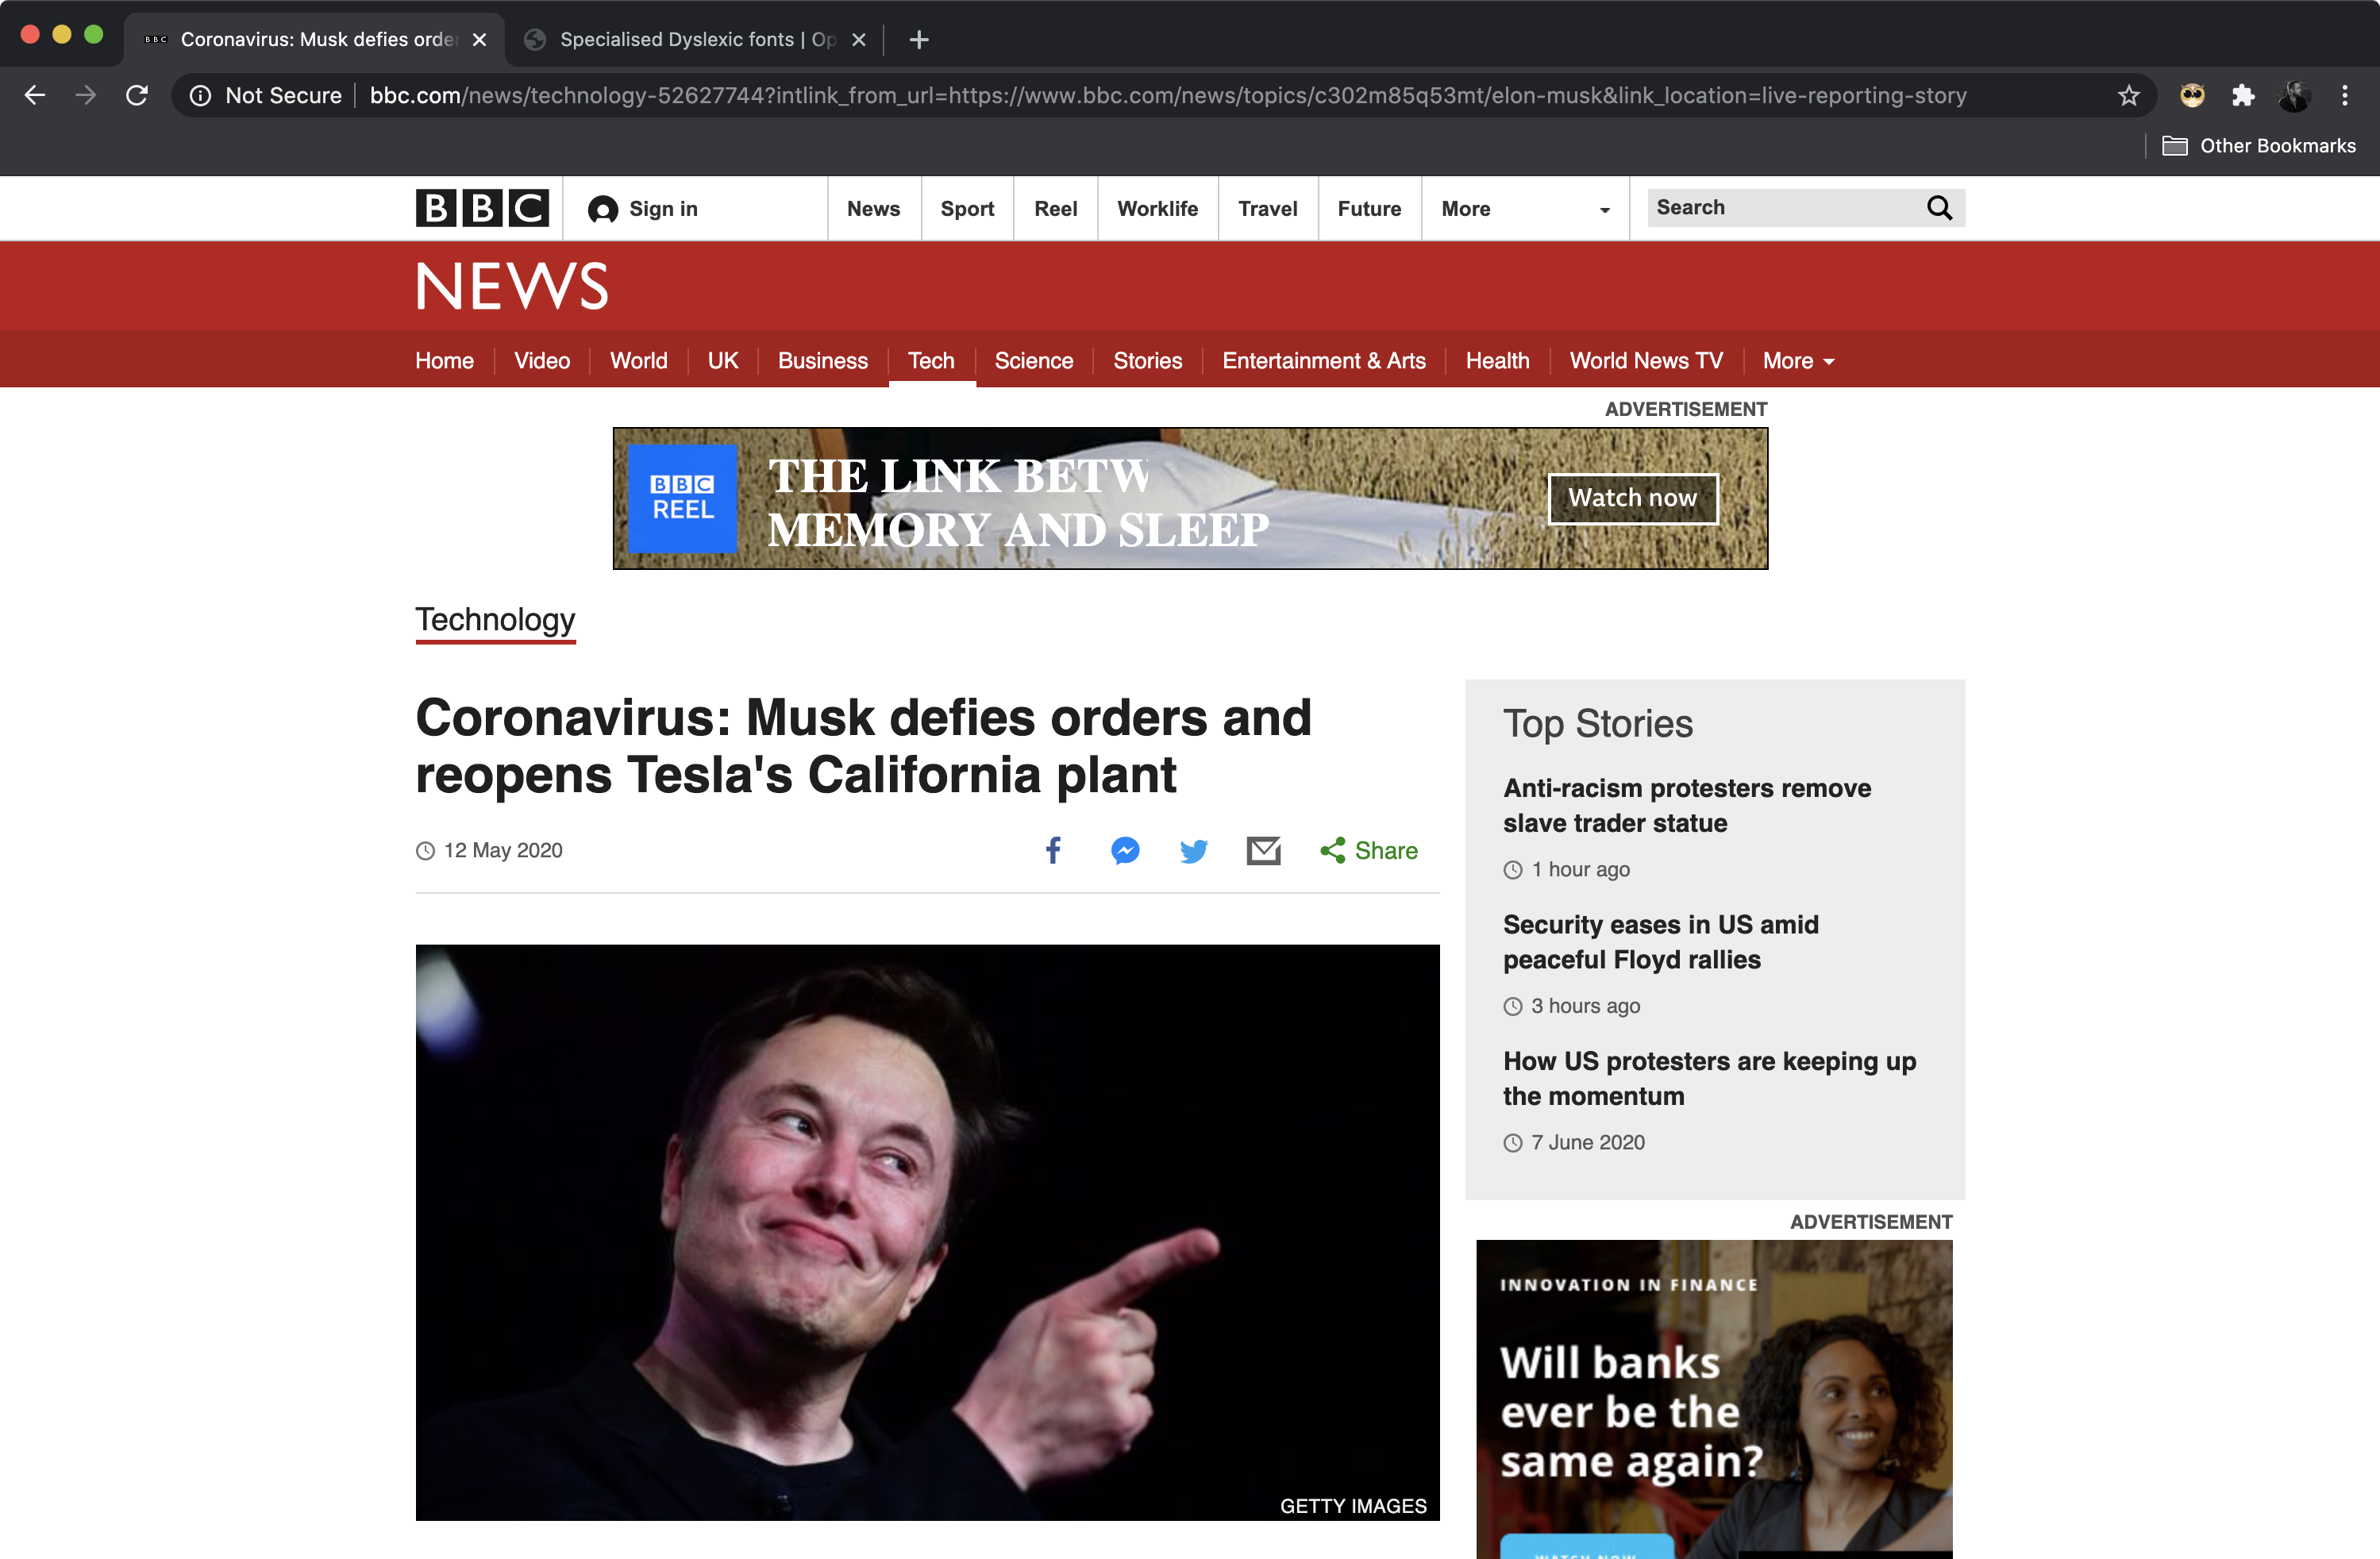 BBC
Coronavirus: Musk defies orde
Specialised Dyslexic fonts | Op
Not Secure
bbc.com/news/technology-52627744?intlink_from_url=https://www.bbc.com/news/topics/c302m85q53mt/elon-musk&link_location=live-reporting-story
Other Bookmarks
BBC
Sign in
News
Sport
Reel
Worklife
Travel
Future
More
Search
NEWS
Home
Video
World
UK
Business
Tech
Science
Stories
Entertainment & Arts
Health
World News TV
More
ADVERTISEMENT
BBC
REEL
THE LINK BETW
MEMORY AND SLEEP
Watch now
Technology
Coronavirus: Musk defies orders and
reopens Tesla's California plant
12 May 2020
Share
GETTY IMAGES
Top Stories
Anti-racism protesters remove
slave trader statue
1 hour ago
Security eases in US amid
peaceful Floyd rallies
3 hours ago
How US protesters are keeping up
the momentum
7 June 2020
ADVERTISEMENT
INNOVATION IN FINANCE
Will banks
ever be the
same again?
WATCH NOW